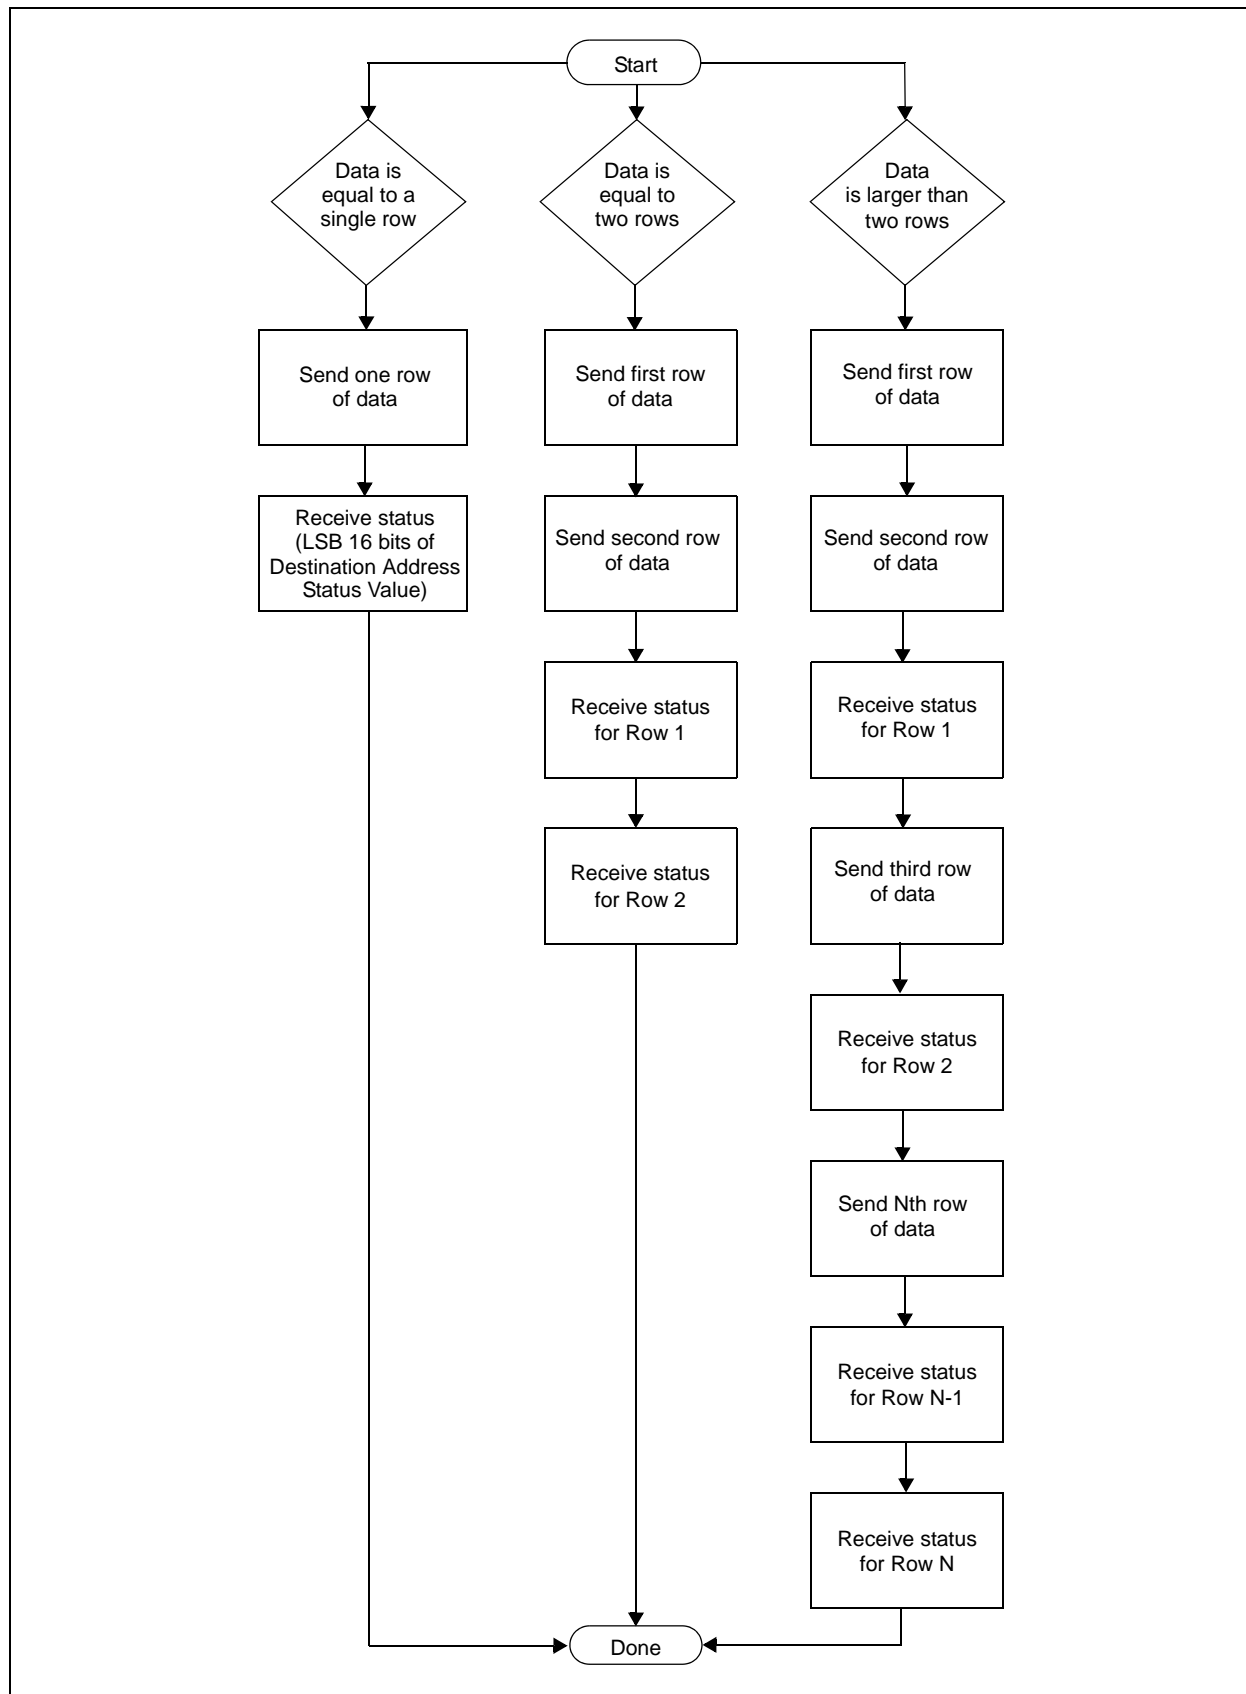 Start
Data is
equal to a
single row
Data is
equal to
two rows
Data
is larger than
two rows
Send one row
of data
Send first row
of data
Send first row
of data
Receive status
(LSB 16 bits of
Destination Address
Status Value)
Send second row
of data
Send second row
of data
Receive status
for Row 1
Receive status
for Row 1
Receive status
for Row 2
Send third row
of data
Receive status
for Row 2
Send Nth row
of data
Receive status
for Row N-1
Receive status
for Row N
Done